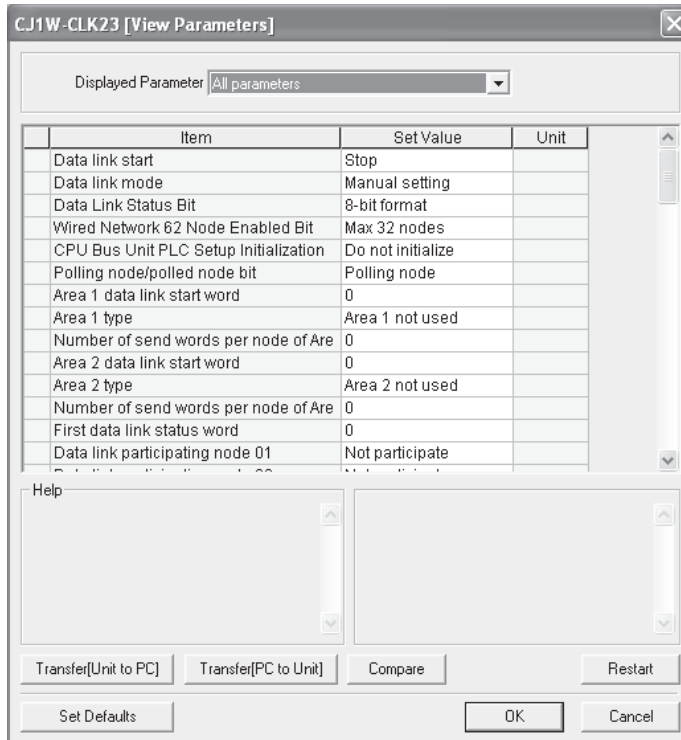 CJ1W-CLK23 [View Parameters]
Displayed Parameter All parameters
Item Set Value Unit
Data link start Stop
Data link mode Manual setting
Data Link Status Bit 8-bit format
Wired Network 62 Node Enabled Bit Max 32 nodes
CPU Bus Unit PLC Setup Initialization Do not initialize
Polling node/polled node bit Polling node
Area 1 data link start word 0
Area 1 type Area 1 not used
Number of send words per node of Are 0
Area 2 data link start word 0
Area 2 type Area 2 not used
Number of send words per node of Are 0
First data link status word 0
Data link participating node 01 Not participate
Help
Transfer[Unit to PC] Transfer[PC to Unit] Compare Restart
Set Defaults OK Cancel